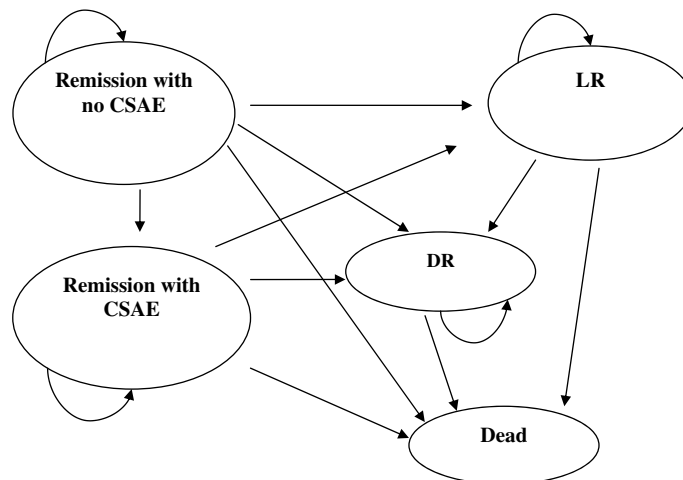 Remission with
no CSAE
LR
Remission with
CSAE
DR
Dead